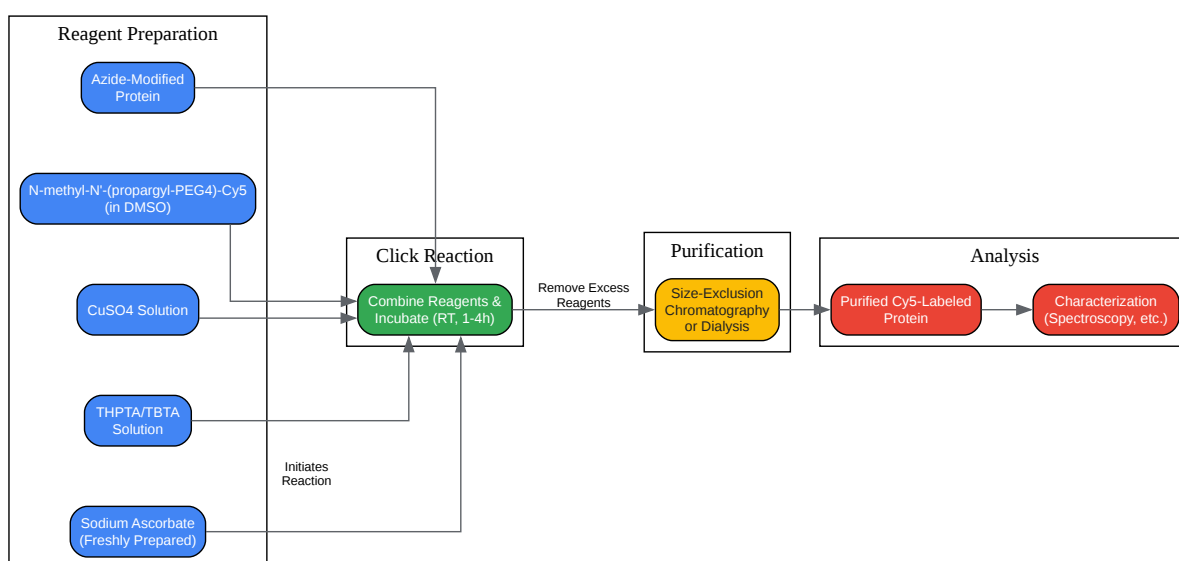 Reagent Preparation
Azide-Modified
Protein
N-methyl-N'-(propargyl-PEG4)-Cy5
(in DMSO)
CuSO4 Solution
THPTA/TBTA
Solution
Sodium Ascorbate
(Freshly Prepared)
Initiates
Reaction
Click Reaction
Combine Reagents &
Incubate (RT, 1-4h)
Remove Excess
Reagents
Purification
Size-Exclusion
Chromatography
or Dialysis
Analysis
Purified Cy5-Labeled
Protein
Characterization
(Spectroscopy, etc.)